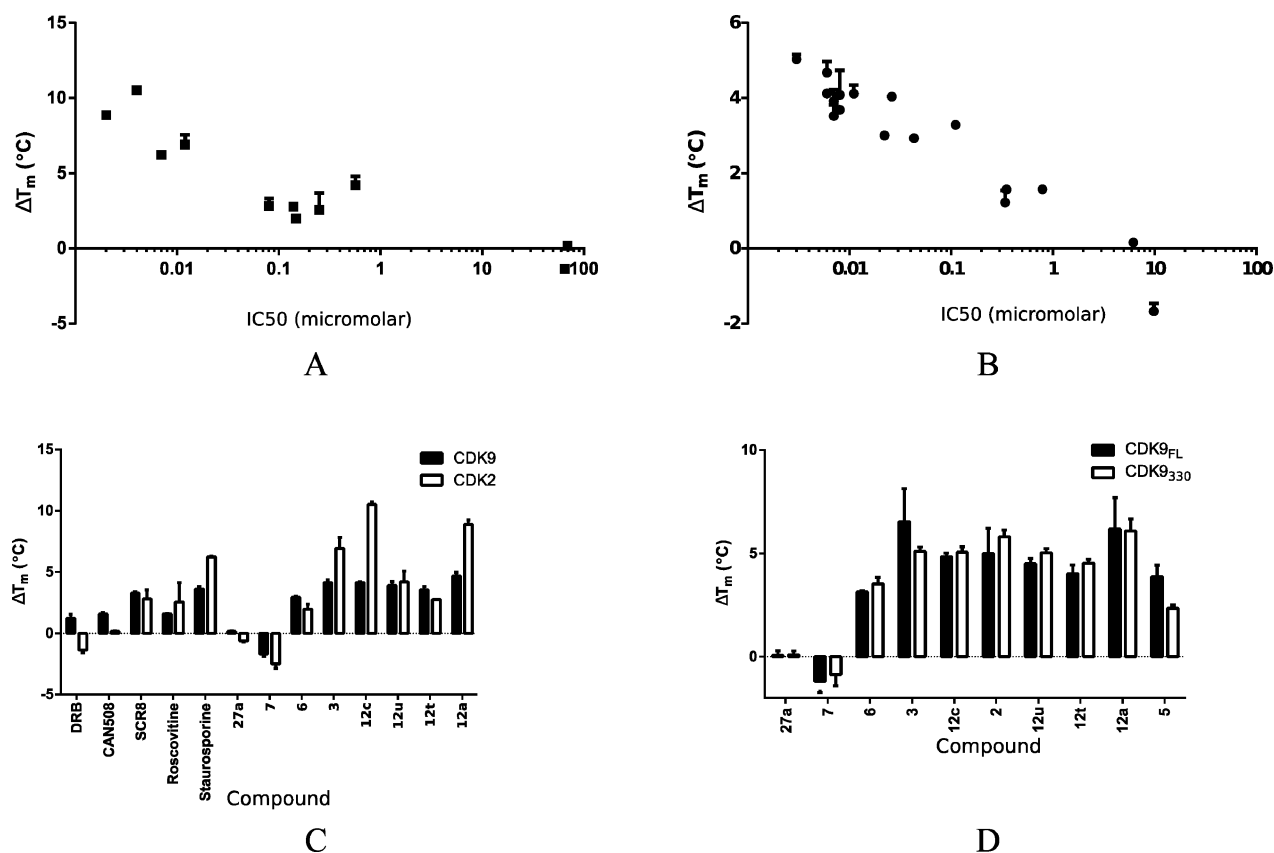 15
10
5
0
-5
ΔTm (°C)
0.01 0.1 1 10 100
IC50 (micromolar)
A
6
4
2
0
-2
ΔTm (°C)
0.01 0.1 1 10 100
IC50 (micromolar)
B
15
10
5
0
-5
ΔTm (°C)
CDK9
CDK2
DRB
CAN508
SCR8
Roscovitine
Staurosporine
27a
7
6
3
12c
12u
12t
12a
Compound
C
10
5
0
ΔTm (°C)
CDK9FL
CDK9330
27a
7
6
3
12c
2
12u
12t
12a
5
Compound
D